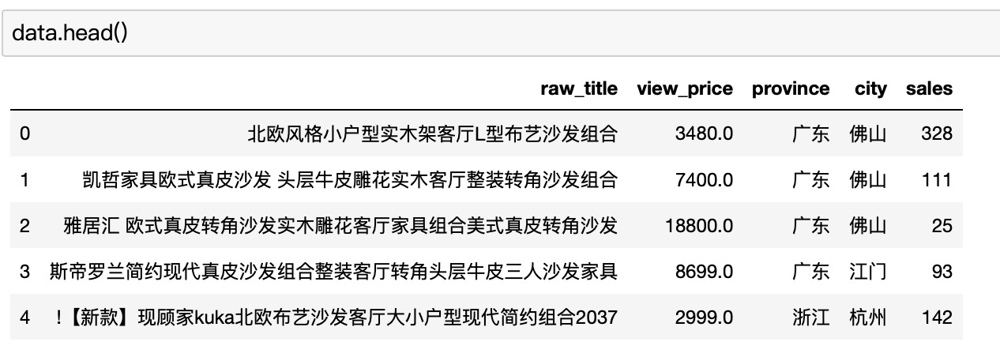 data.head()
raw_title view_price province city sales
0 北欧风格小户型实木架客厅L型布艺沙发组合 3480.0 广东 佛山 328
1 凯哲家具欧式真皮沙发 头层牛皮雕花实木客厅整装转角沙发组合 7400.0 广东 佛山 111
2 雅居汇 欧式真皮转角沙发实木雕花客厅家具组合美式真皮转角沙发 18800.0 广东 佛山 25
3 斯帝罗兰简约现代真皮沙发组合整装客厅转角头层牛皮三人沙发家具 8699.0 广东 江门 93
4 !【新款】现顾家kuka北欧布艺沙发客厅大小户型现代简约组合2037 2999.0 浙江 杭州 142